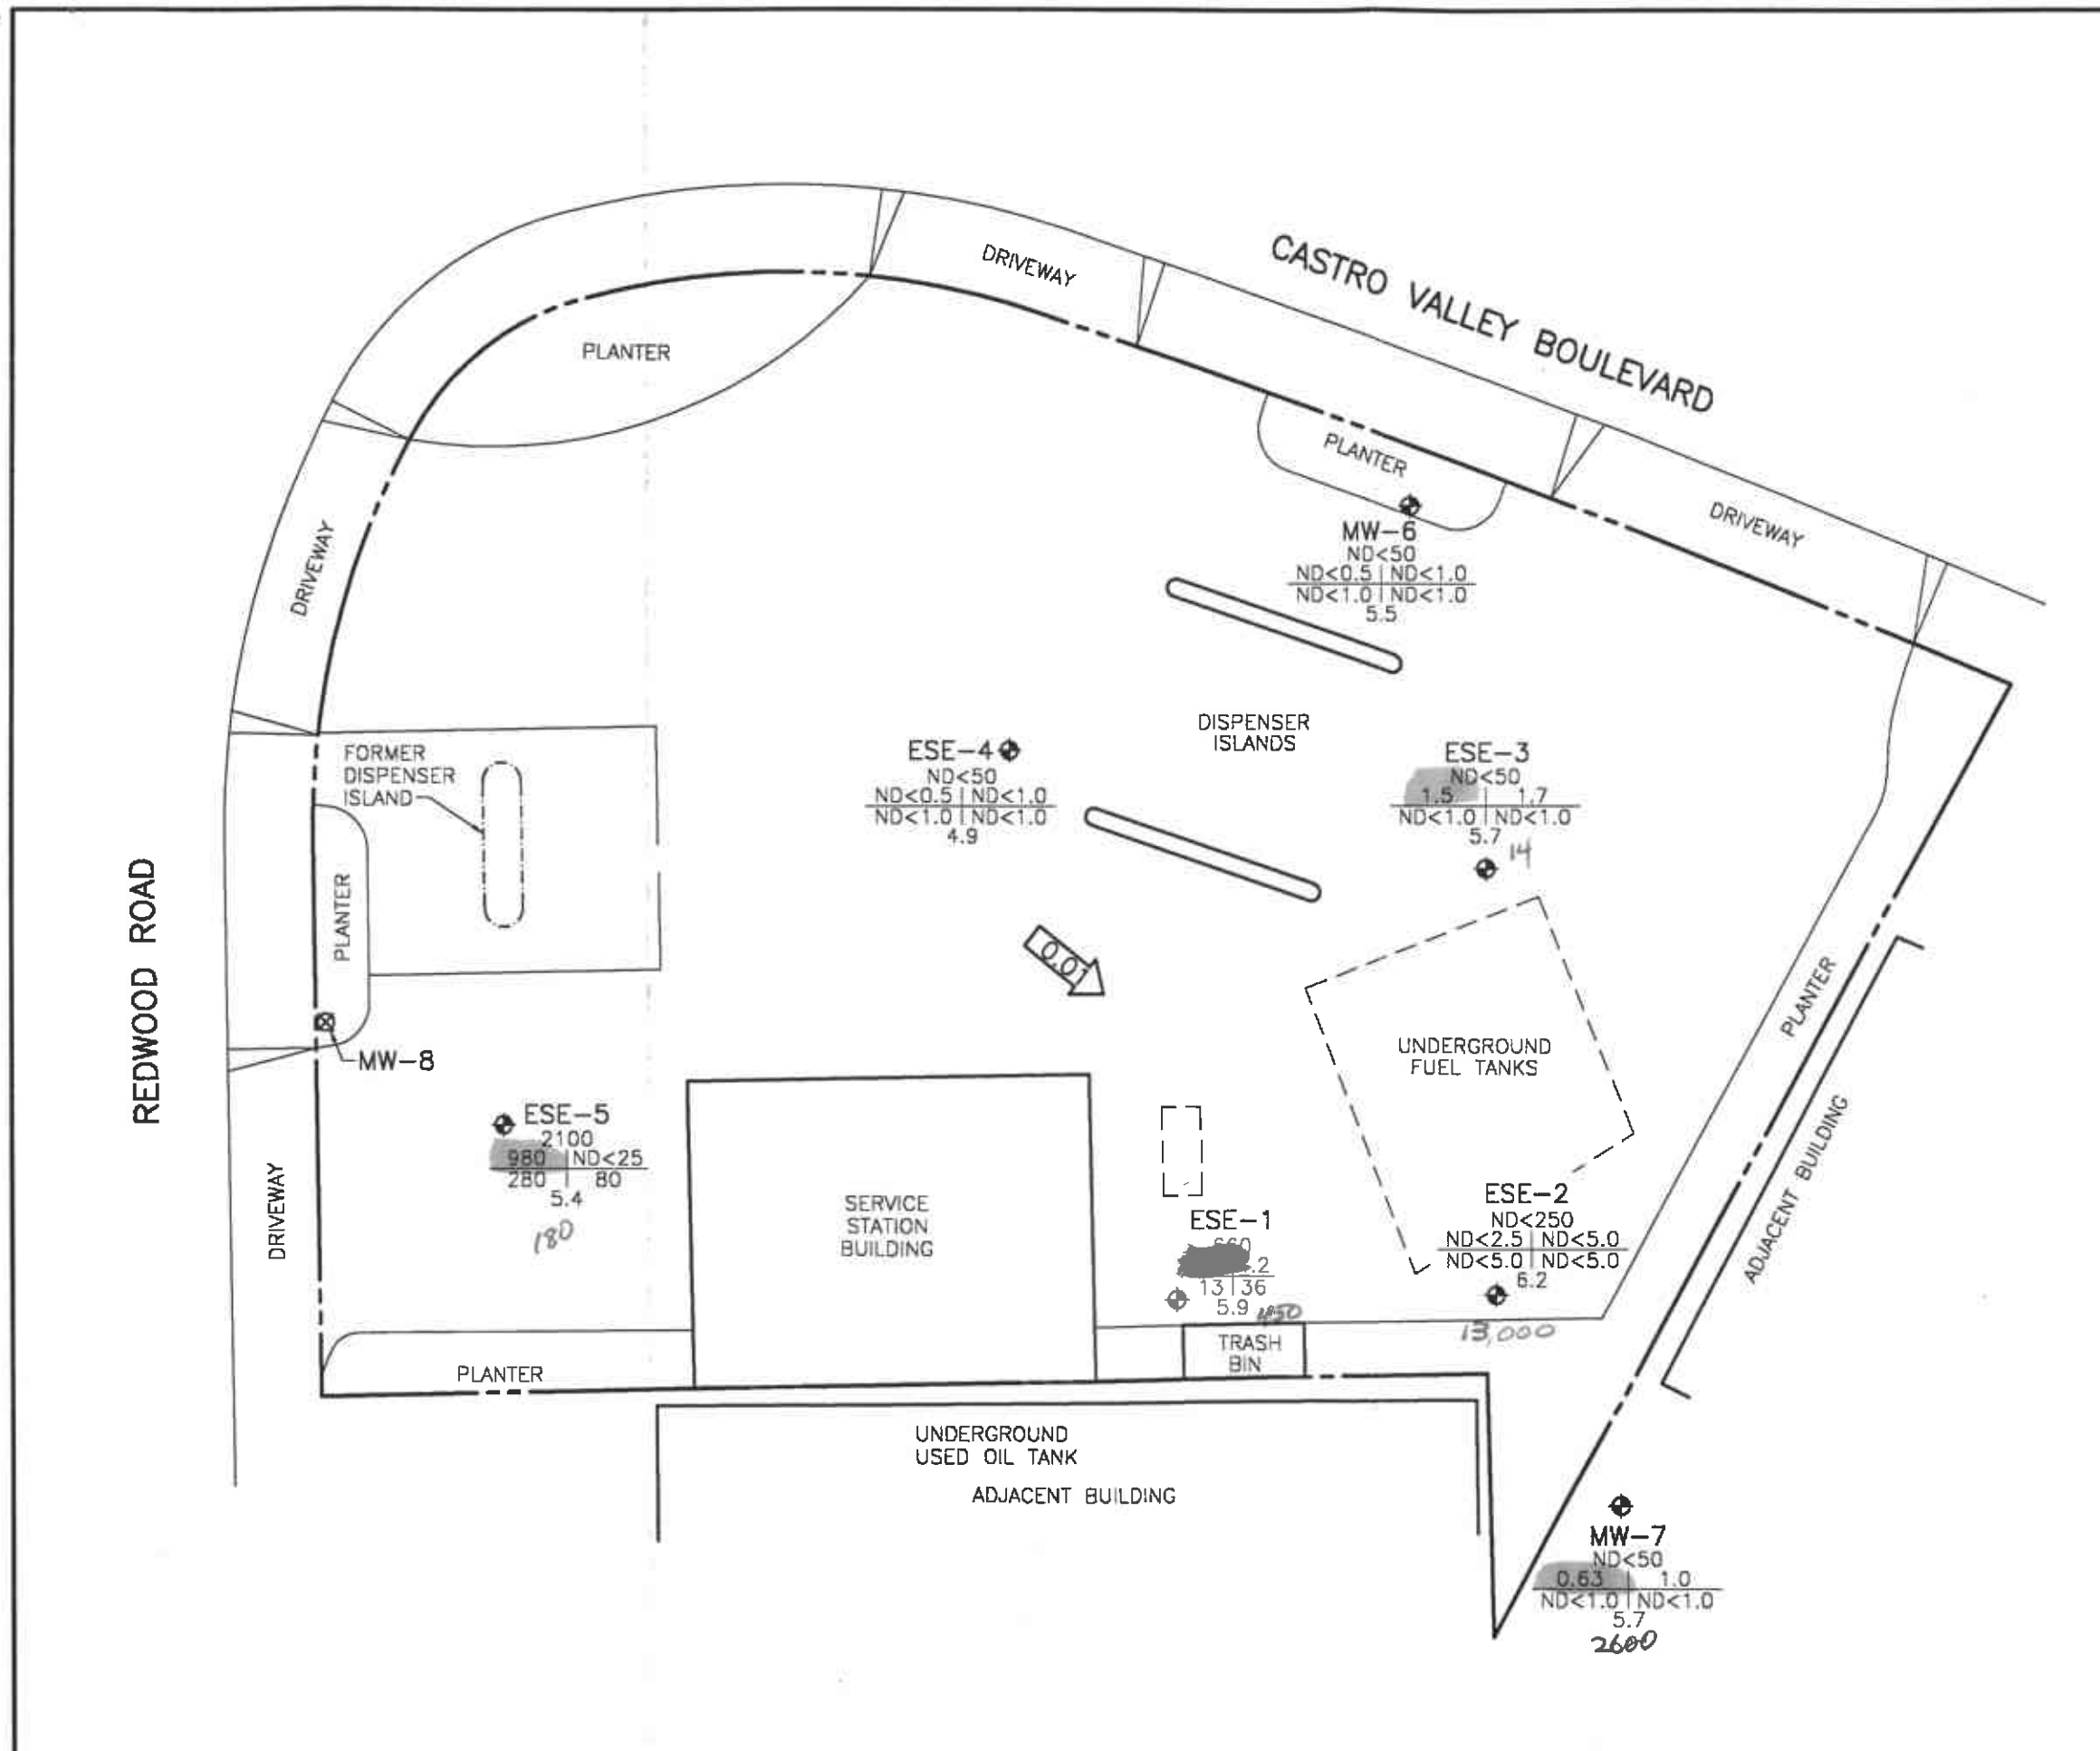 CASTRO VALLEY BOULEVARD
DRIVEWAY
PLANTER
PLANTER
DRIVEWAY
DRIVEWAY
MW-6
ND<50
ND<0.5 | ND<1.0
ND<1.0 | ND<1.0
5.5
DISPENSER
ISLANDS
ESE-4
ND<50
ND<0.5 | ND<1.0
ND<1.0 | ND<1.0
4.9
ESE-3
ND<50
1.5 | 1.7
ND<1.0 | ND<1.0
5.7
14
FORMER
DISPENSER
ISLAND
PLANTER
REDWOOD ROAD
0.01
MW-8
UNDERGROUND
FUEL TANKS
PLANTER
ADJACENT BUILDING
ESE-5
2100
980 | ND<25
280 | 80
5.4
180
DRIVEWAY
SERVICE
STATION
BUILDING
ESE-1
13 | 36
5.9
450
ESE-2
ND<250
ND<2.5 | ND<5.0
ND<5.0 | ND<5.0
6.2
13,000
TRASH
BIN
PLANTER
UNDERGROUND
USED OIL TANK
ADJACENT BUILDING
MW-7
ND<50
0.63 | 1.0
ND<1.0 | ND<1.0
5.7
2600